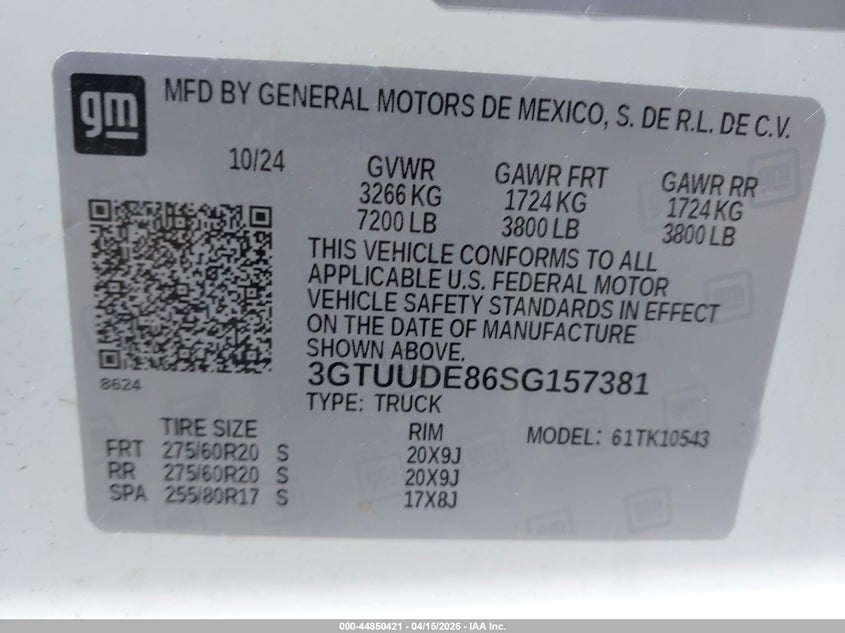 gm
MFD BY GENERAL MOTORS DE MEXICO, S. DE R.L. DE C.V.
10/24 GVWR GAWR FRT GAWR RR
3266 KG 1724 KG 1724 KG
7200 LB 3800 LB 3800 LB
THIS VEHICLE CONFORMS TO ALL
APPLICABLE U.S. FEDERAL MOTOR
VEHICLE SAFETY STANDARDS IN EFFECT
ON THE DATE OF MANUFACTURE
SHOWN ABOVE.
8624
3GTUUDE86SG157381
TYPE: TRUCK
TIRE SIZE RIM MODEL: 61TK10543
FRT 275/60R20 S 20X9J
RR 275/60R20 S 20X9J
SPA 255/80R17 S 17X8J
000-44850421 - 04/15/2026 - IAA Inc.